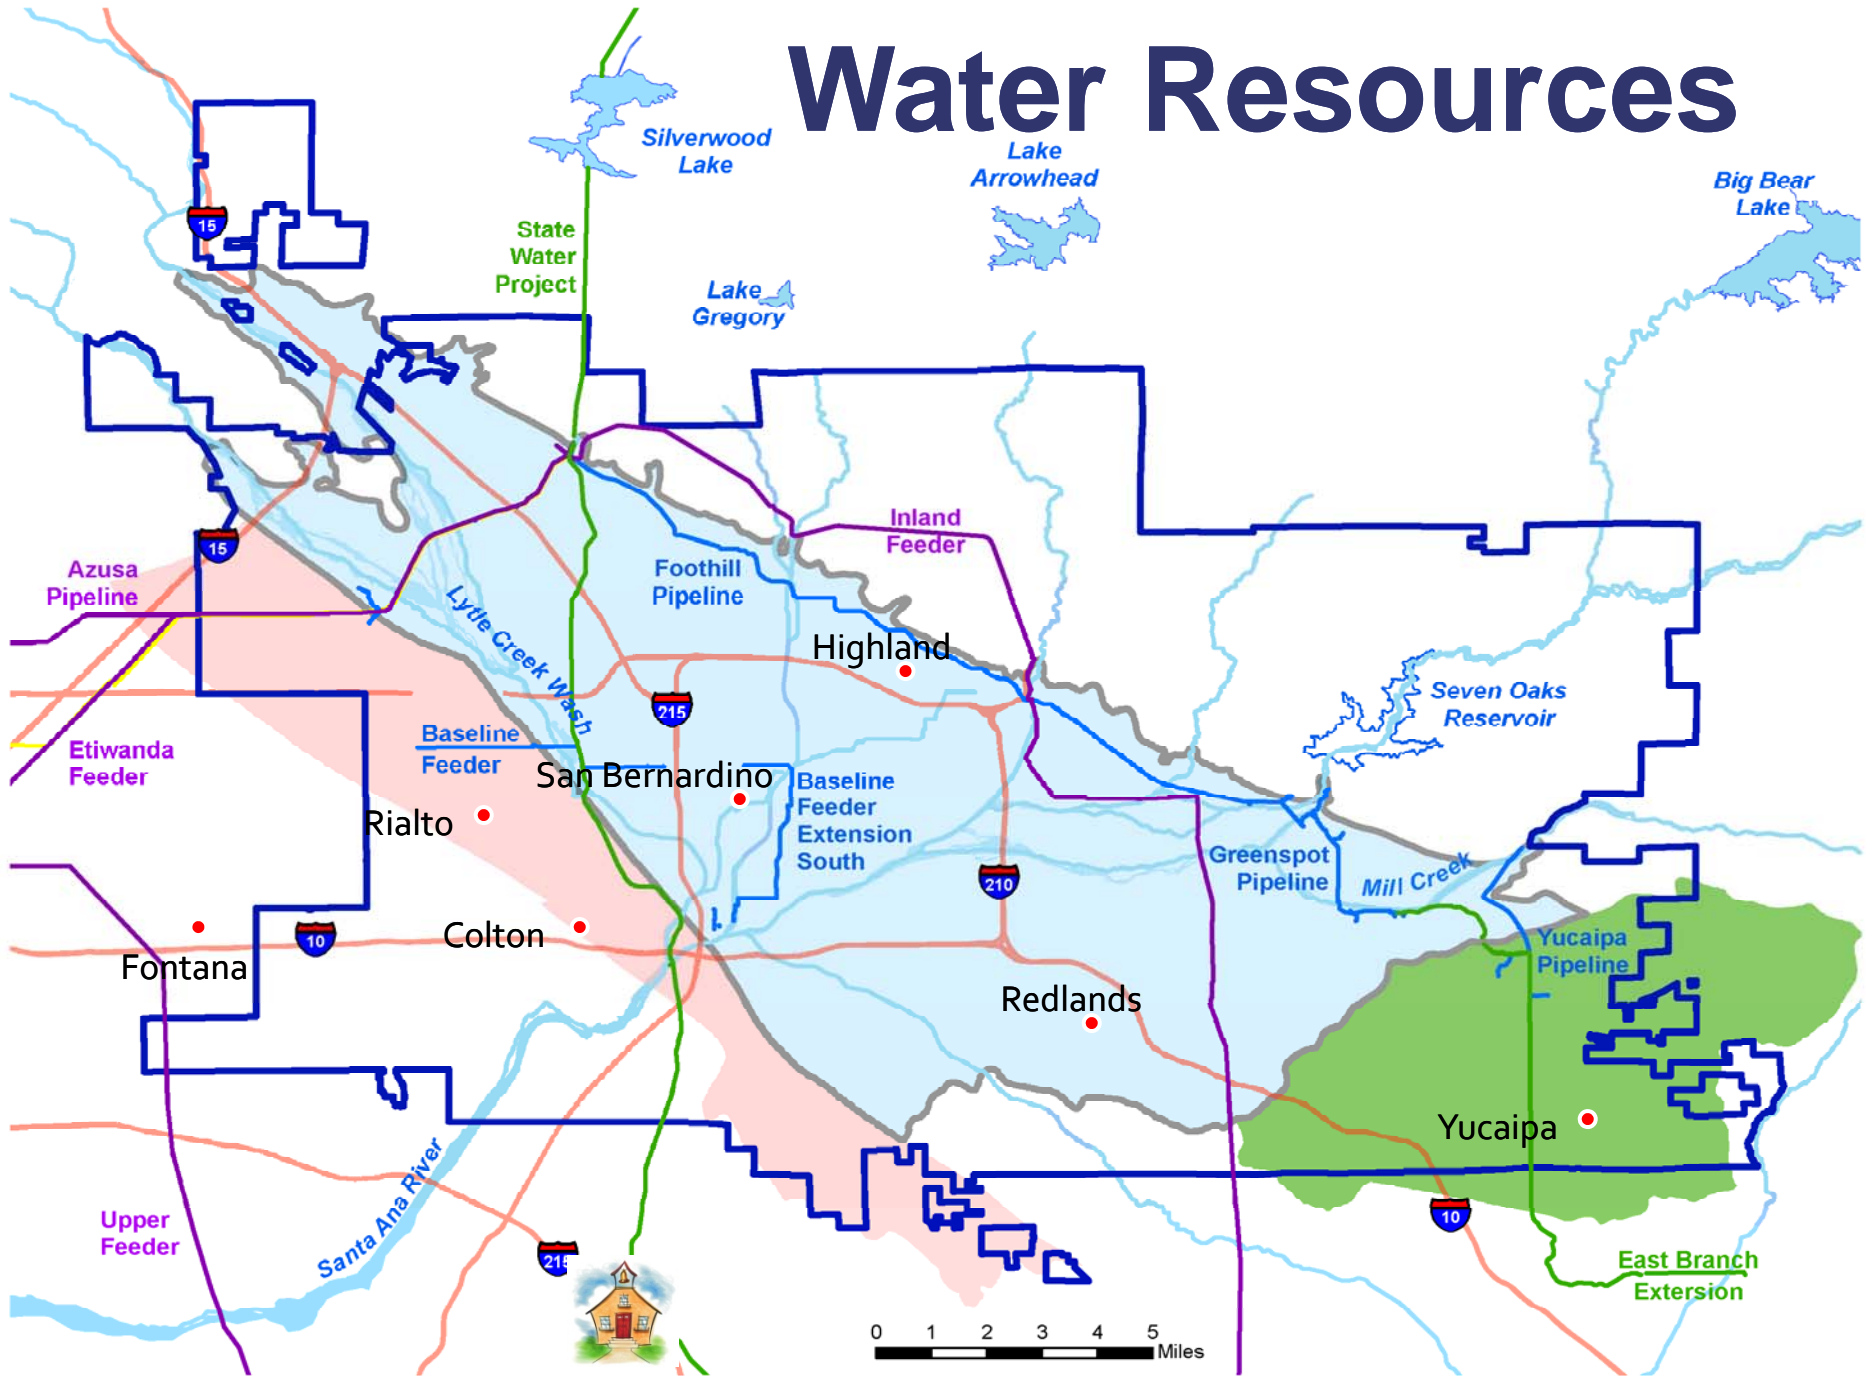 Water Resources
Silverwood
Lake
Lake
Arrowhead
Big Bear
Lake
15
State
Water
Project
Lake
Gregory
Inland
Feeder
15
Azusa
Pipeline
Foothill
Pipeline
Lytle Creek Wash
Highland
Seven Oaks
Reservoir
215
Baseline
Feeder
Etiwanda
Feeder
San Bernardino
Baseline
Feeder
Extension
South
Rialto
Greenspot
Pipeline
Mill Creek
210
10
Colton
Fontana
Yucaipa
Pipeline
Redlands
Yucaipa
Santa Ana River
Upper
Feeder
10
215
East Branch
Extersion
0 1 2 3 4 5
Miles